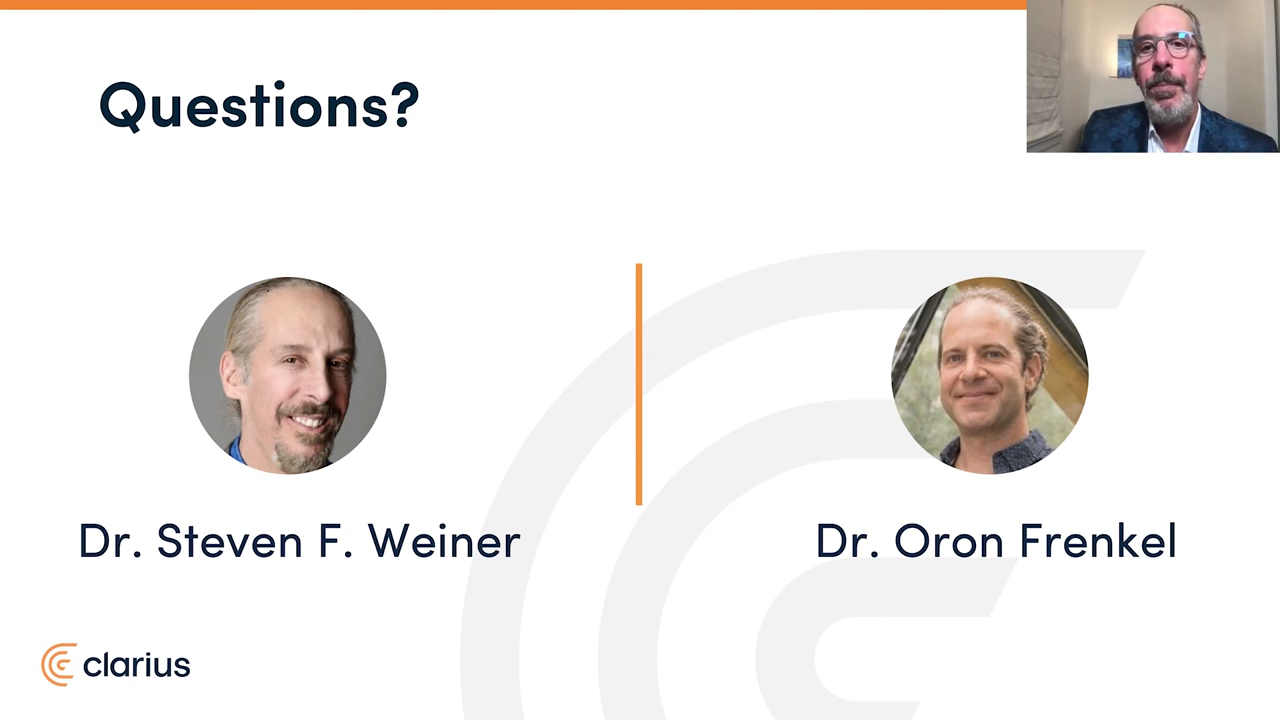 Questions?
Dr. Steven F. Weiner
Dr. Oron Frenkel
clarius